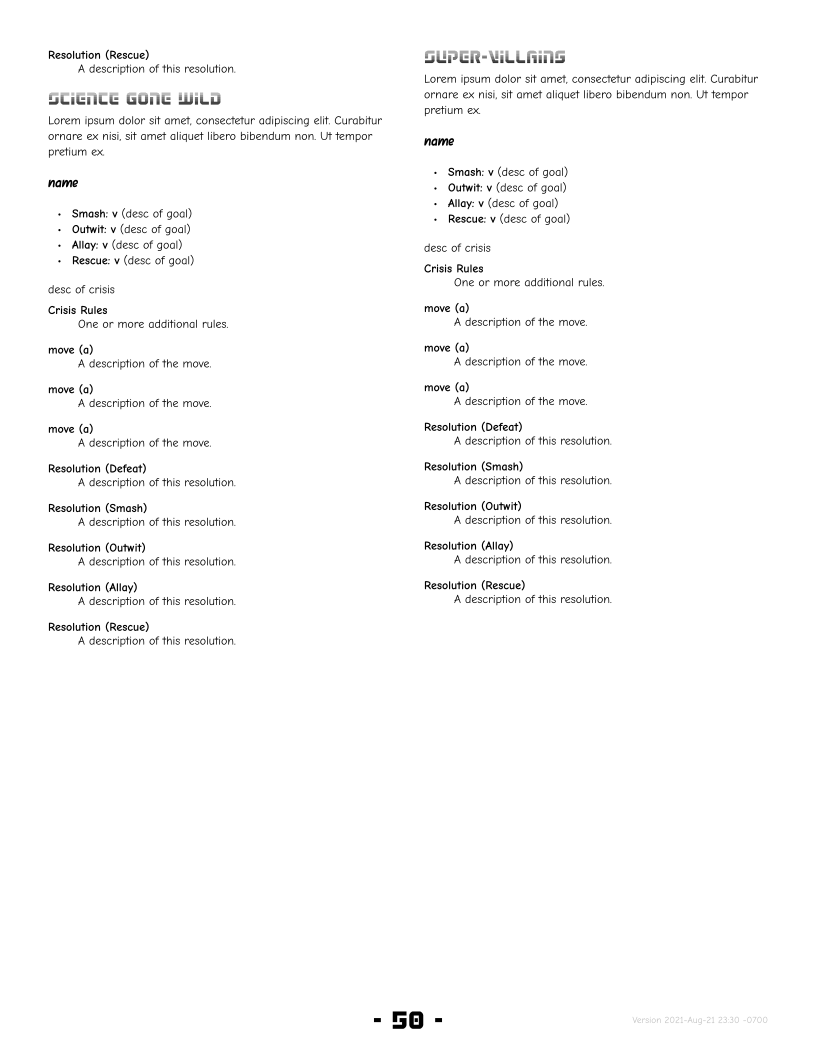 Resolution (Rescue)
A description of this resolution.
SCIENCE GONE WILD
Lorem ipsum dolor sit amet, consectetur adipiscing elit. Curabitur
ornare ex nisi, sit amet aliquet libero bibendum non. Ut tempor
pretium ex.
name
• Smash: v (desc of goal)
• Outwit: v (desc of goal)
• Allay: v (desc of goal)
• Rescue: v (desc of goal)
desc of crisis
Crisis Rules
One or more additional rules.
move (a)
A description of the move.
move (a)
A description of the move.
move (a)
A description of the move.
Resolution (Defeat)
A description of this resolution.
Resolution (Smash)
A description of this resolution.
Resolution (Outwit)
A description of this resolution.
Resolution (Allay)
A description of this resolution.
Resolution (Rescue)
A description of this resolution.
SUPER-VILLAINS
Lorem ipsum dolor sit amet, consectetur adipiscing elit. Curabitur
ornare ex nisi, sit amet aliquet libero bibendum non. Ut tempor
pretium ex.
name
• Smash: v (desc of goal)
• Outwit: v (desc of goal)
• Allay: v (desc of goal)
• Rescue: v (desc of goal)
desc of crisis
Crisis Rules
One or more additional rules.
move (a)
A description of the move.
move (a)
A description of the move.
move (a)
A description of the move.
Resolution (Defeat)
A description of this resolution.
Resolution (Smash)
A description of this resolution.
Resolution (Outwit)
A description of this resolution.
Resolution (Allay)
A description of this resolution.
Resolution (Rescue)
A description of this resolution.
- 50 -
Version 2021-Aug-21 23:30 -0700